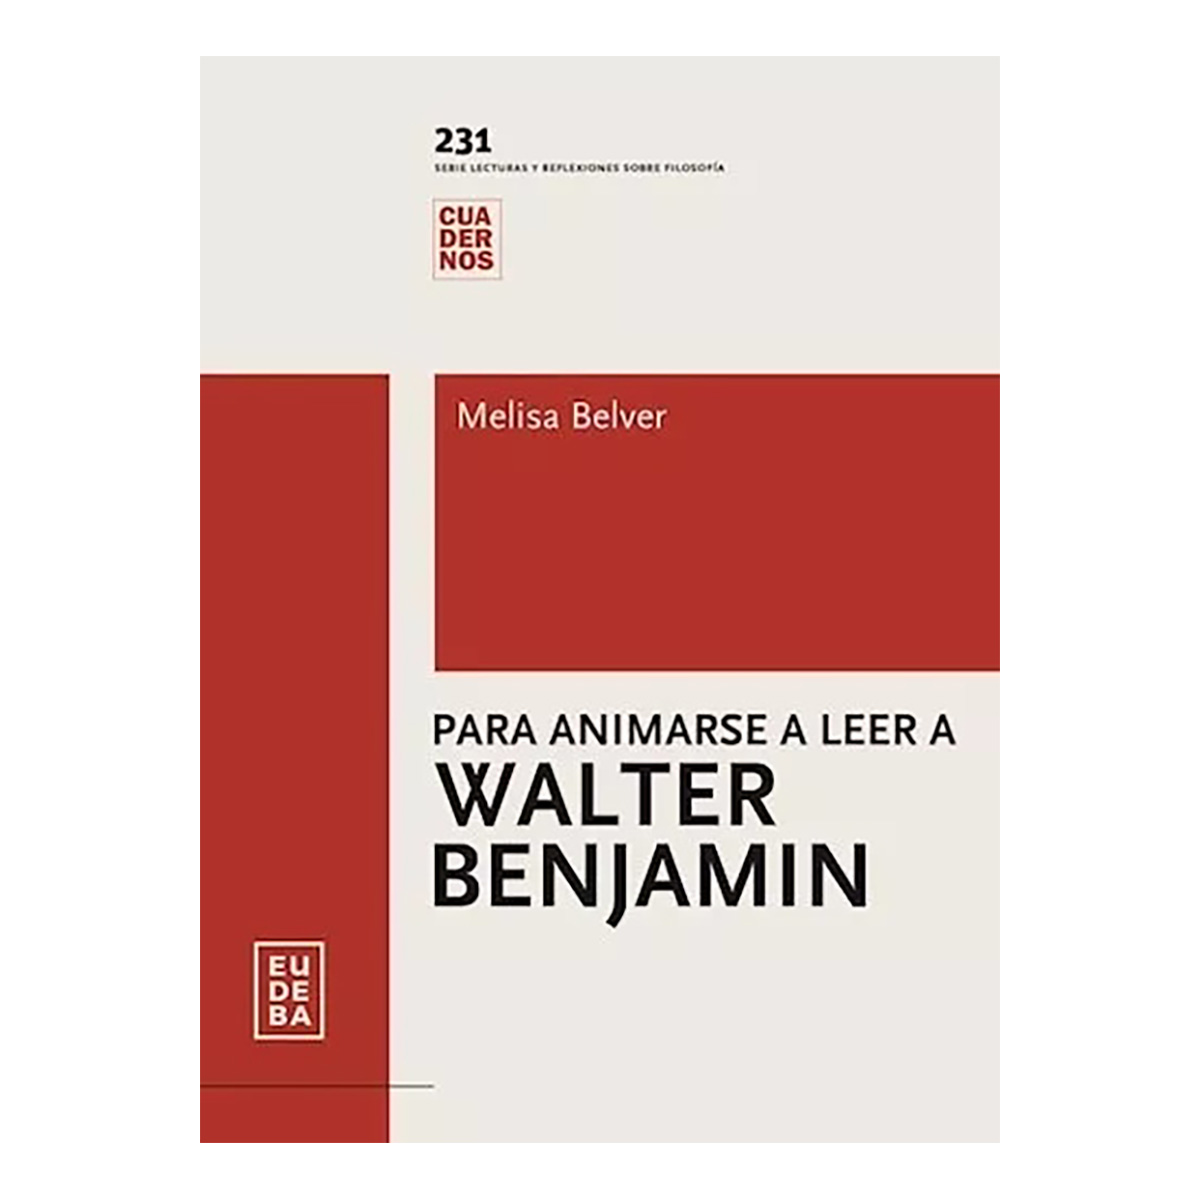 231
SERIE LECTURAS Y REFLEXIONES SOBRE FILOSOFÍA
CUA
DER
NOS
Melisa Belver
PARA ANIMARSE A LEER A
WALTER
BENJAMIN
EU
DE
BA